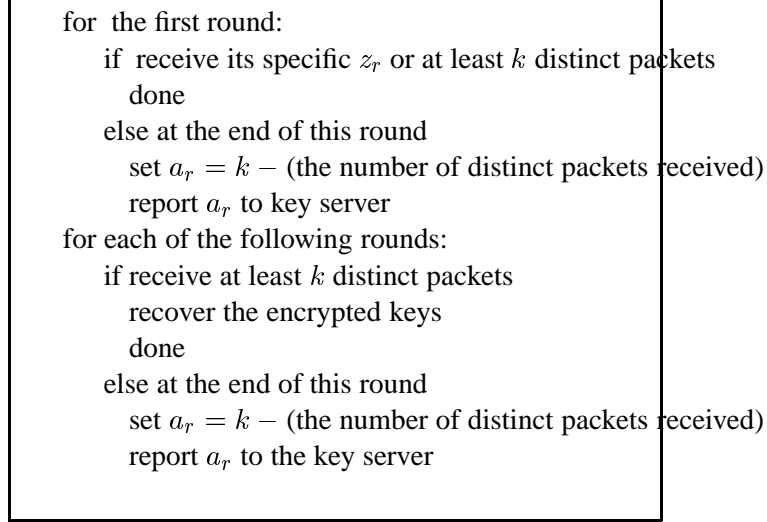 for the first round:
if receive its specific z_r or at least k distinct packets
done
else at the end of this round
set a_r = k − (the number of distinct packets received)
report a_r to key server
for each of the following rounds:
if receive at least k distinct packets
recover the encrypted keys
done
else at the end of this round
set a_r = k − (the number of distinct packets received)
report a_r to the key server